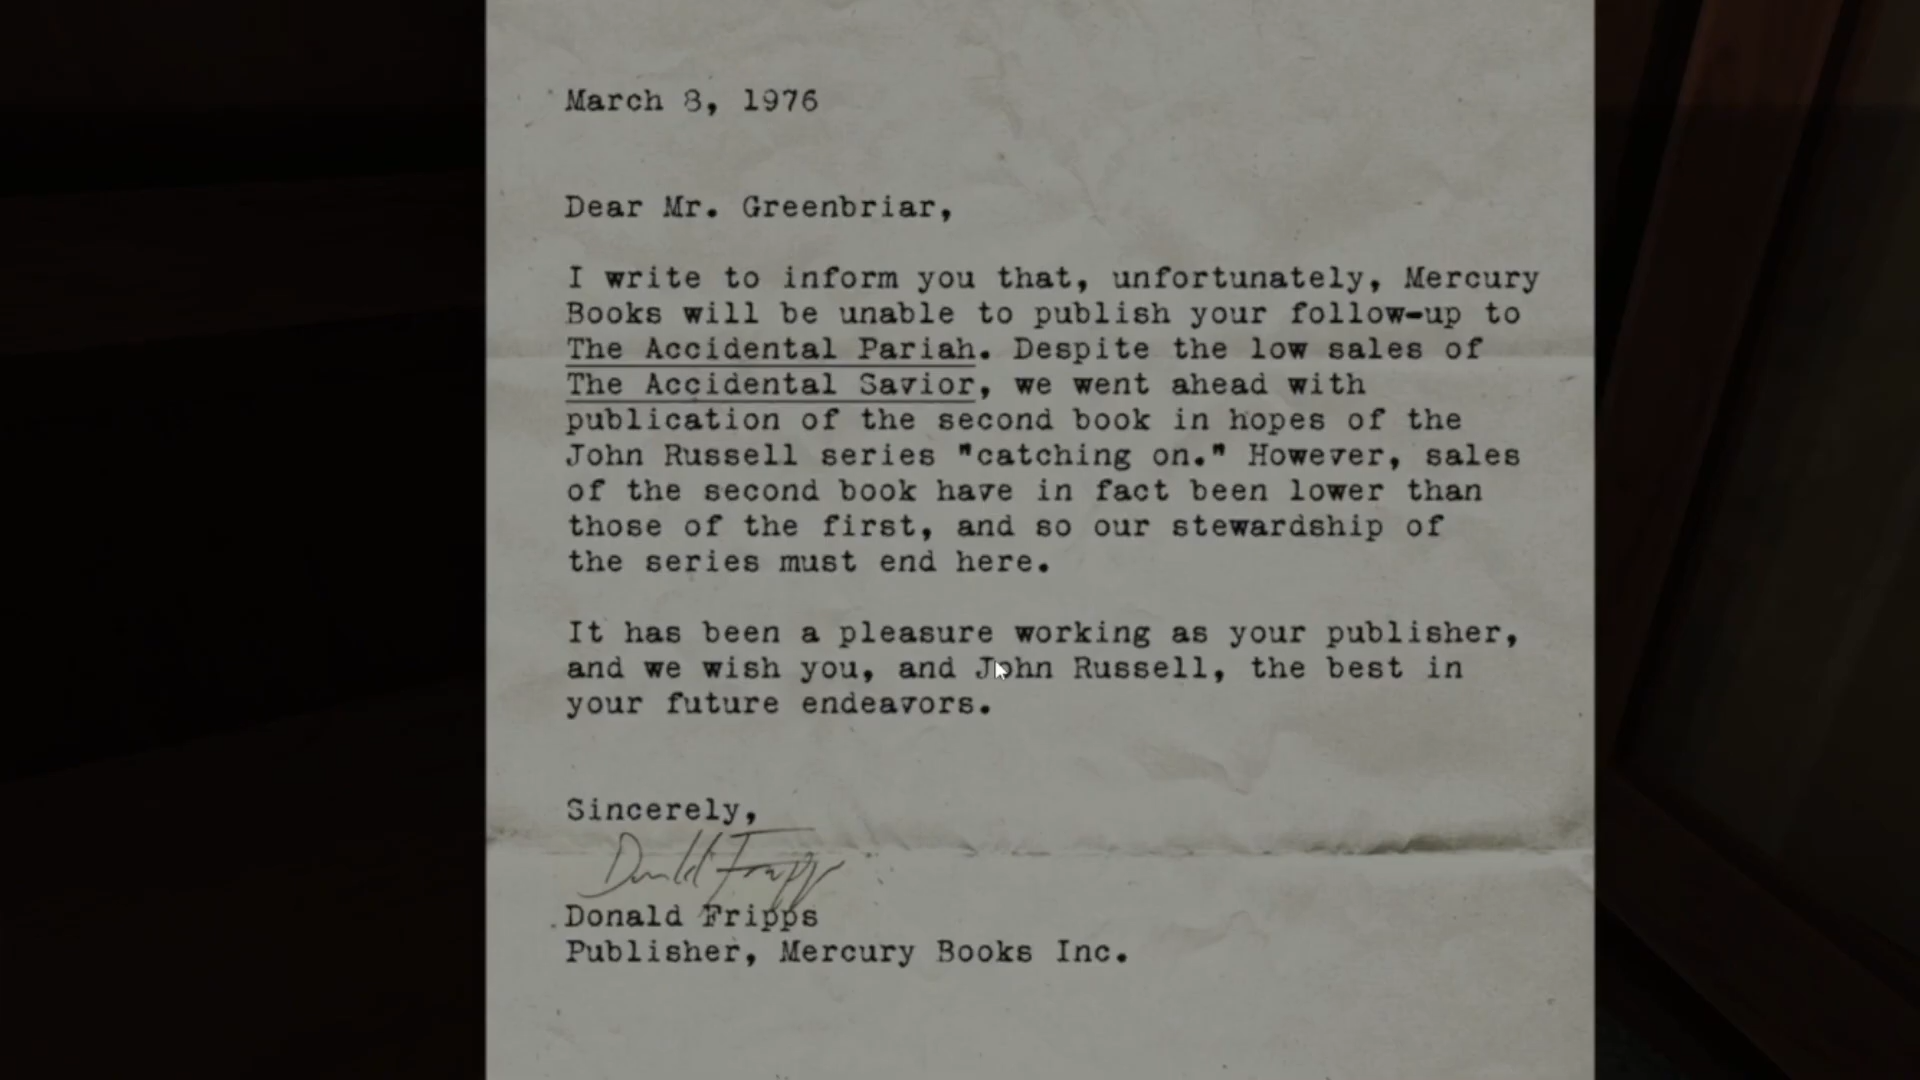 March 8, 1976
Dear Mr. Greenbriar,
I write to inform you that, unfortunately, Mercury
Books will be unable to publish your follow-up to
The Accidental Pariah. Despite the low sales of
The Accidental Savior, we went ahead with
publication of the second book in hopes of the
John Russell series "catching on." However, sales
of the second book have in fact been lower than
those of the first, and so our stewardship of
the series must end here.
It has been a pleasure working as your publisher,
and we wish you, and John Russell, the best in
your future endeavors.
Sincerely,
Donald Fripps
Donald Fripps
Publisher, Mercury Books Inc.